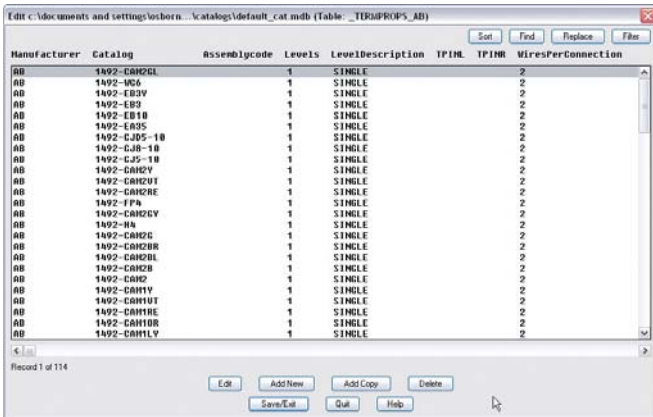 Edit c:\documents and settings\osborn...\catalogs\default_cat.mdb (Table: _TERMPROPS_AB)
Sort Find Replace Filter
Manufacturer Catalog Assemblycode Levels LevelDescription TPINL TPINR WiresPerConnection
AB 1492-CAM2GL 1 SINGLE 2
AB 1492-WG6 1 SINGLE 2
AB 1492-EB3Y 1 SINGLE 2
AB 1492-EB3 1 SINGLE 2
AB 1492-EB10 1 SINGLE 2
AB 1492-EA35 1 SINGLE 2
AB 1492-CJD5-10 1 SINGLE 2
AB 1492-CJ8-10 1 SINGLE 2
AB 1492-CJ5-10 1 SINGLE 2
AB 1492-CAM2Y 1 SINGLE 2
AB 1492-CAM2VT 1 SINGLE 2
AB 1492-CAM2RE 1 SINGLE 2
AB 1492-FP4 1 SINGLE 2
AB 1492-CAM2GY 1 SINGLE 2
AB 1492-H4 1 SINGLE 2
AB 1492-CAM2G 1 SINGLE 2
AB 1492-CAM2BR 1 SINGLE 2
AB 1492-CAM2BL 1 SINGLE 2
AB 1492-CAM2B 1 SINGLE 2
AB 1492-CAM2 1 SINGLE 2
AB 1492-CAM1Y 1 SINGLE 2
AB 1492-CAM1VT 1 SINGLE 2
AB 1492-CAM1RE 1 SINGLE 2
AB 1492-CAM1OR 1 SINGLE 2
AB 1492-CAM1LY 1 SINGLE 2
Record 1 of 114
Edit Add New Add Copy Delete
Save/Exit Quit Help